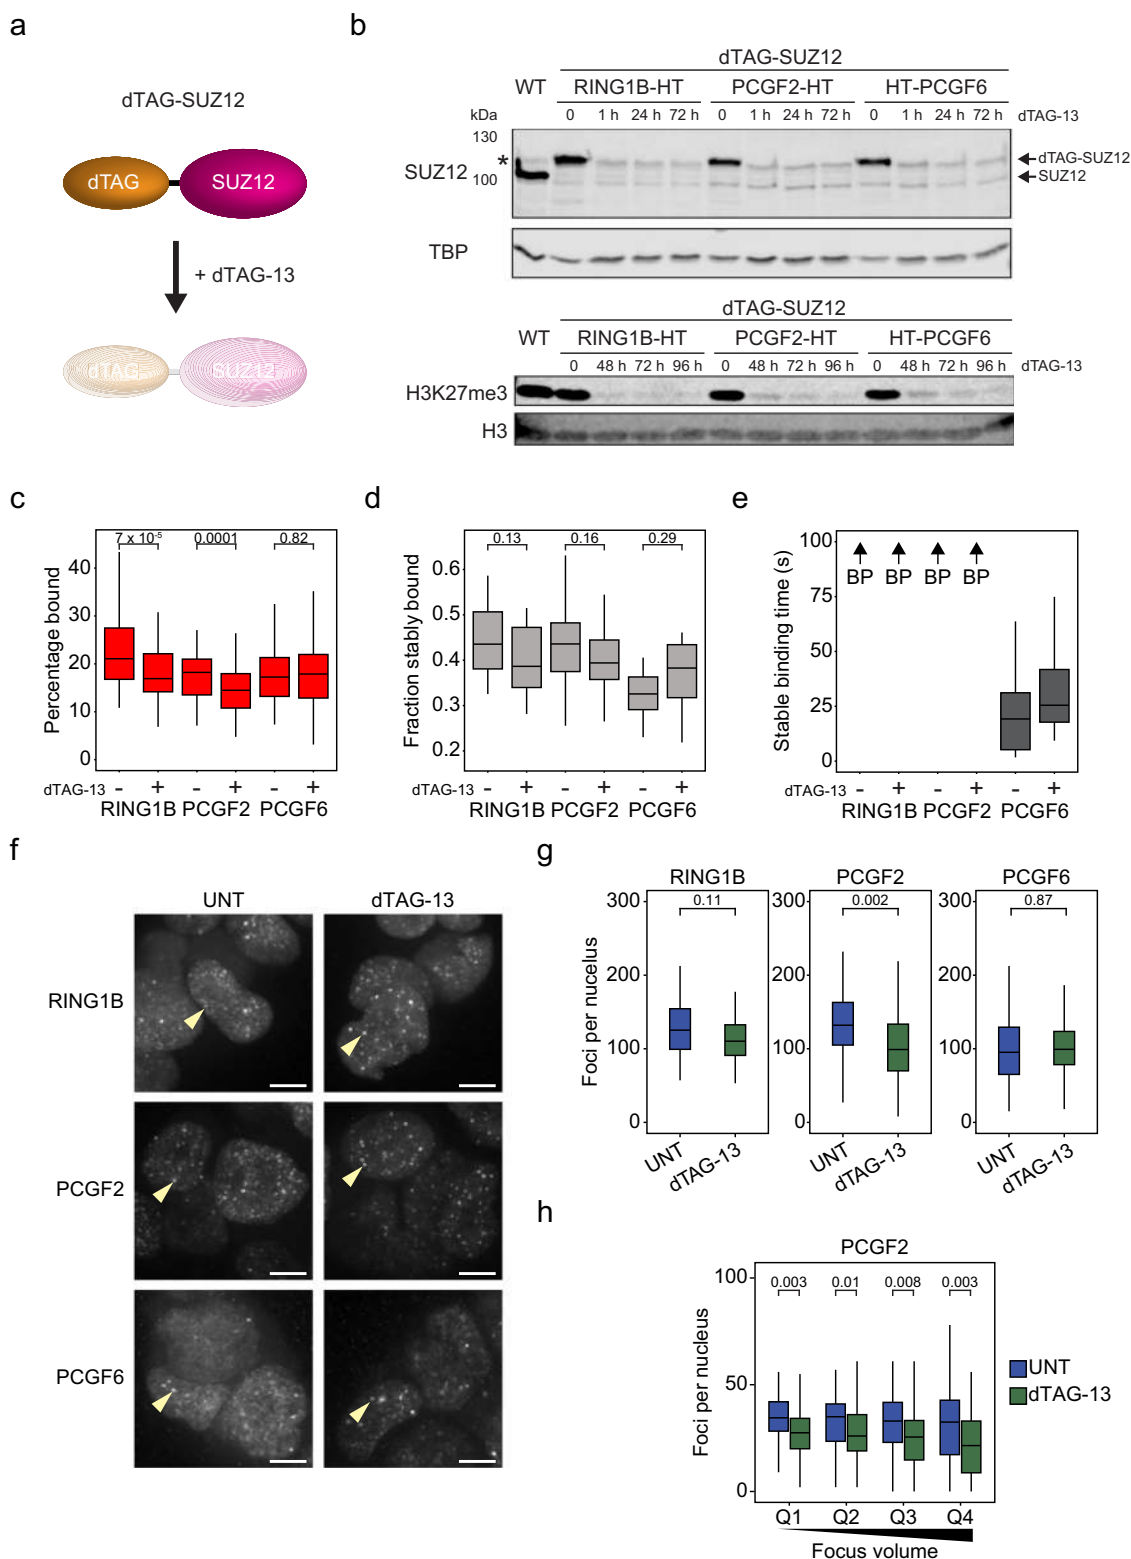 a
dTAG-SUZ12
dTAG
SUZ12
+ dTAG-13
dTAG
SUZ12
b
dTAG-SUZ12
WT RING1B-HT PCGF2-HT HT-PCGF6
kDa 0 1 h 24 h 72 h 0 1 h 24 h 72 h 0 1 h 24 h 72 h dTAG-13
130
* dTAG-SUZ12
SUZ12 100 SUZ12
TBP
dTAG-SUZ12
WT RING1B-HT PCGF2-HT HT-PCGF6
0 48 h 72 h 96 h 0 48 h 72 h 96 h 0 48 h 72 h 96 h dTAG-13
H3K27me3
H3
c
Percentage bound
7 x 10⁻⁵ 0.0001 0.82
40
30
20
10
0
dTAG-13 - + - + - +
RING1B PCGF2 PCGF6
d
Fraction stably bound
0.13 0.16 0.29
0.6
0.5
0.4
0.3
0.2
dTAG-13 - + - + - +
RING1B PCGF2 PCGF6
e
Stable binding time (s)
100
75
50
25
0
BP BP BP BP
dTAG-13 - + - + - +
RING1B PCGF2 PCGF6
f
UNT dTAG-13
RING1B
PCGF2
PCGF6
g
Foci per nucelus
RING1B PCGF2 PCGF6
300 300 300
0.11 0.002 0.87
200 200 200
100 100 100
0 0 0
UNT dTAG-13 UNT dTAG-13 UNT dTAG-13
h
PCGF2
Foci per nucleus
100
50
0
0.003 0.01 0.008 0.003
UNT
dTAG-13
Q1 Q2 Q3 Q4
Focus volume